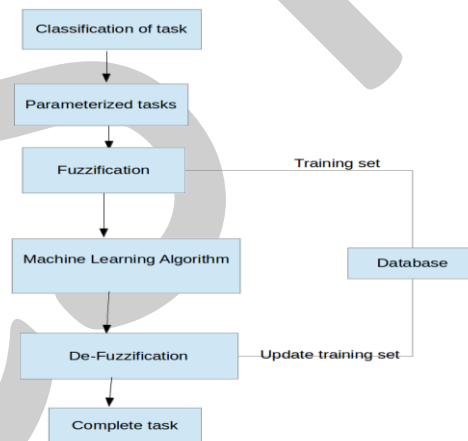 Classification of task
Parameterized tasks
Fuzzification
Training set
Machine Learning Algorithm
Database
De-Fuzzification
Update training set
Complete task